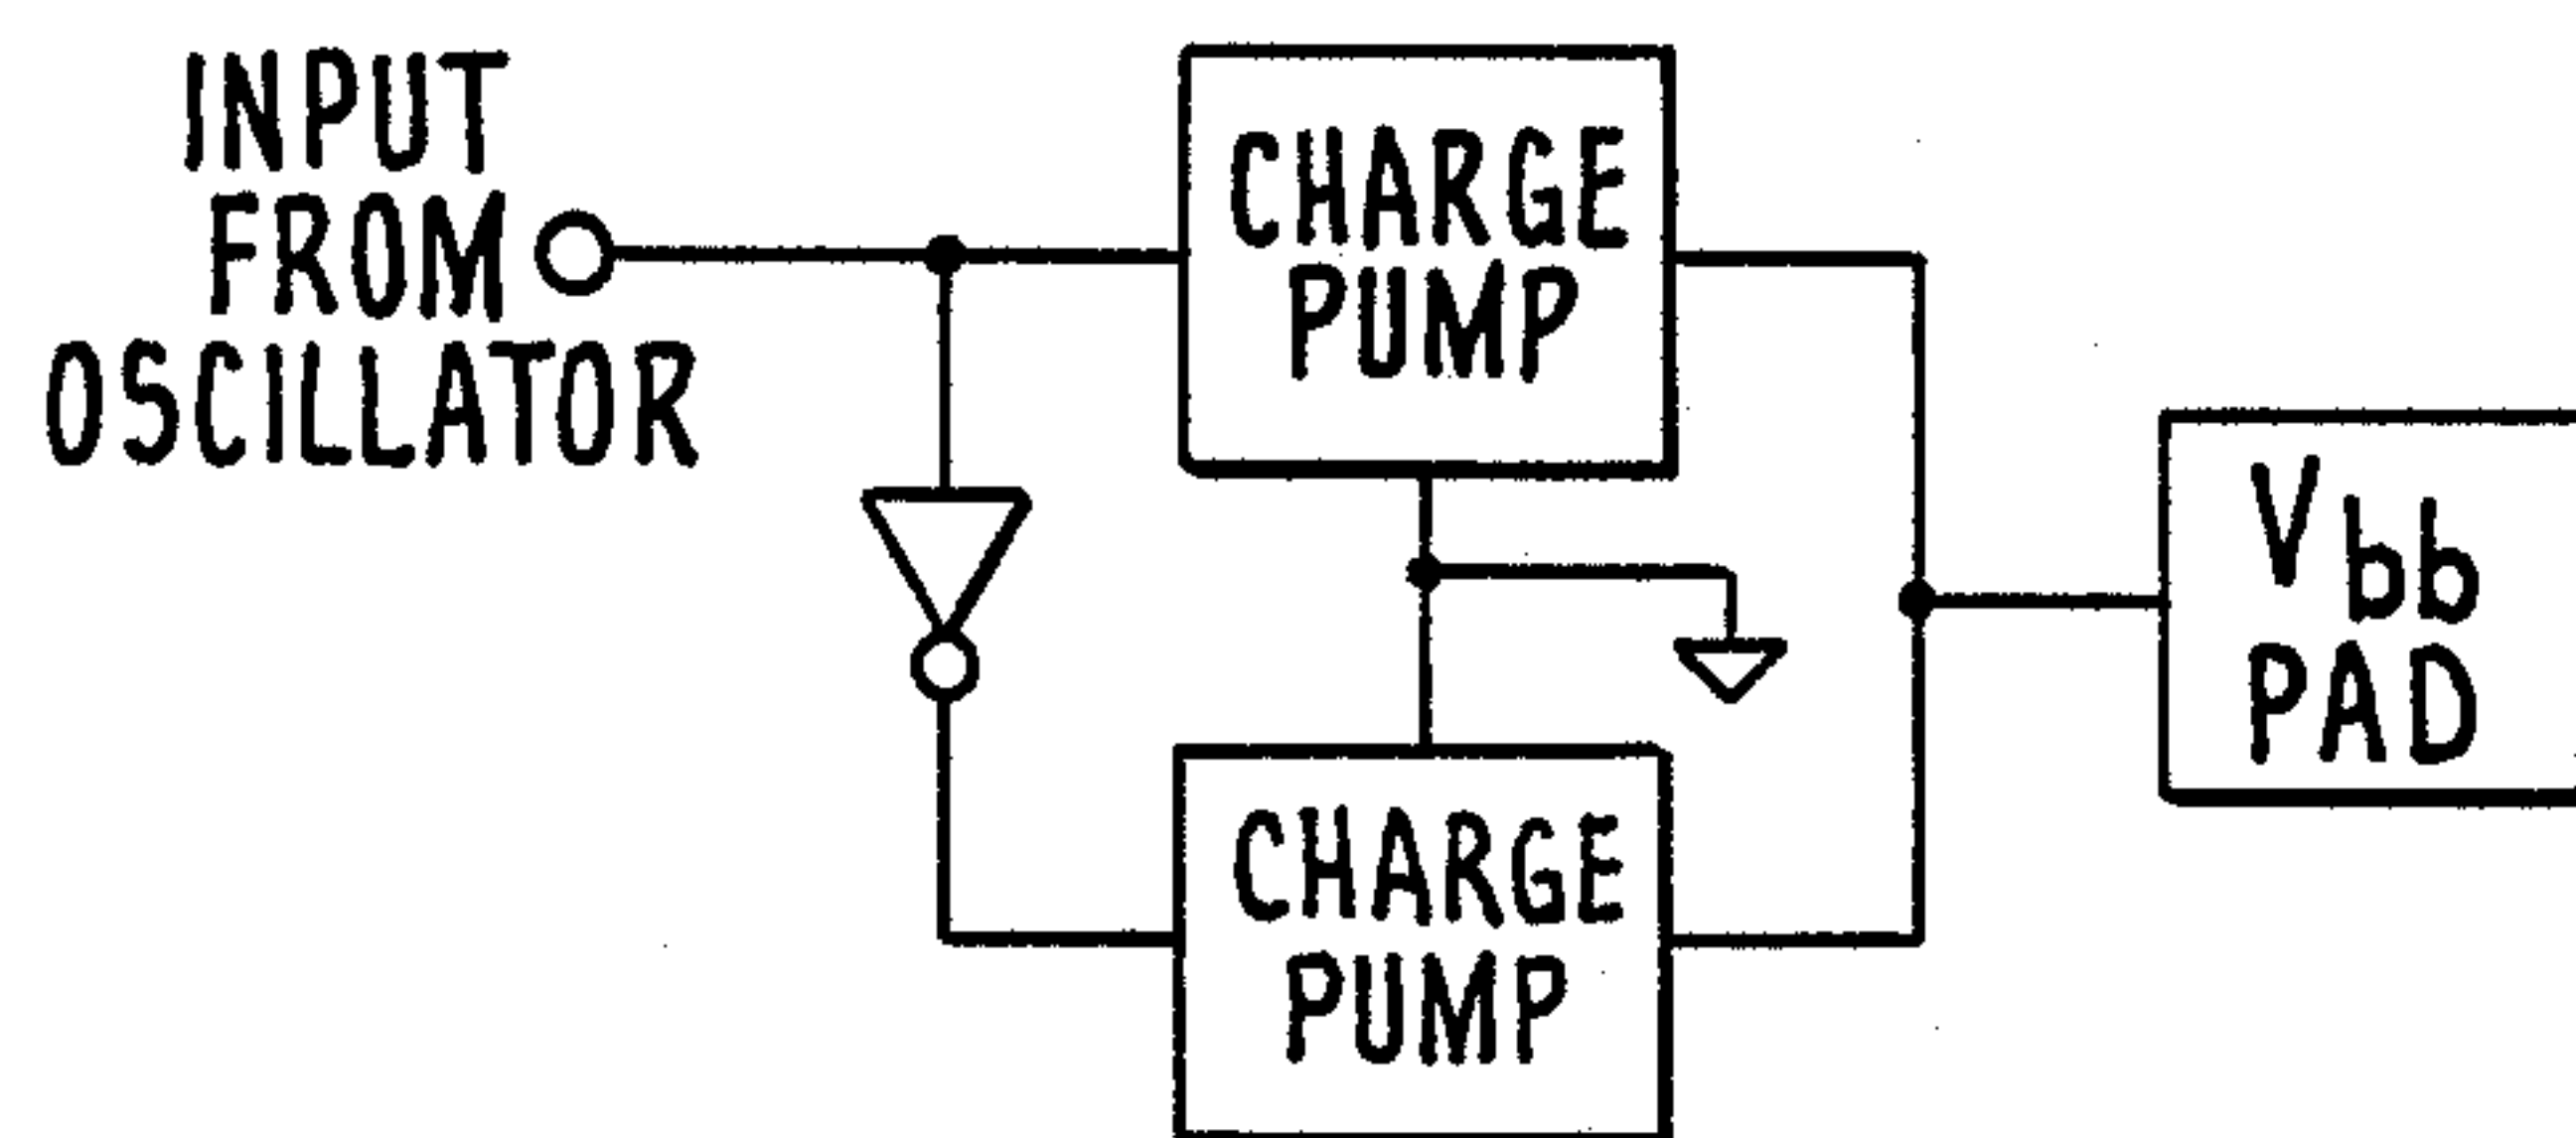 INPUT
FROM
OSCILLATOR
CHARGE
PUMP
CHARGE
PUMP
Vbb
PAD